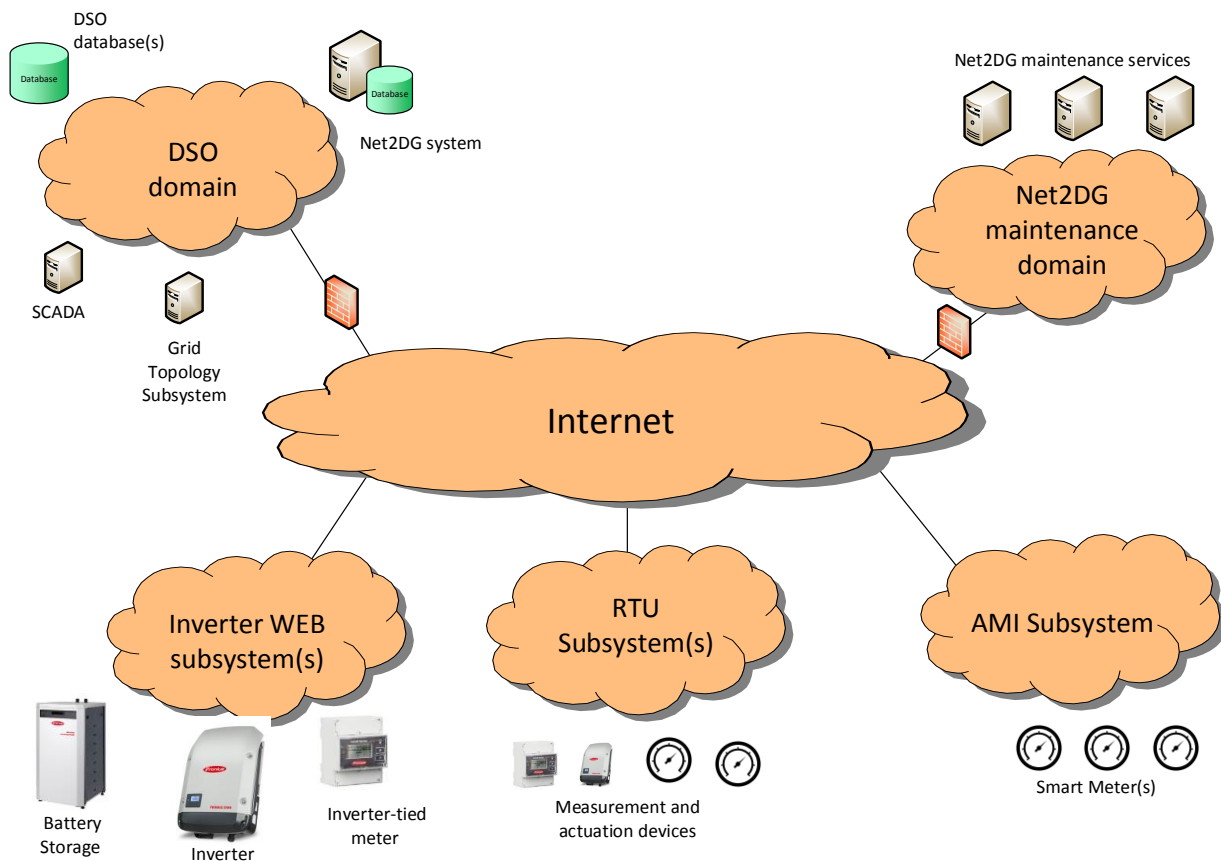 DSO
database(s)
Database
Database
Net2DG system
Net2DG maintenance services
DSO
domain
Net2DG
maintenance
domain
SCADA
Grid
Topology
Subsystem
Internet
Inverter WEB
subsystem(s)
RTU
Subsystem(s)
AMI Subsystem
Battery
Storage
Inverter
Inverter-tied
meter
Measurement and
actuation devices
Smart Meter(s)